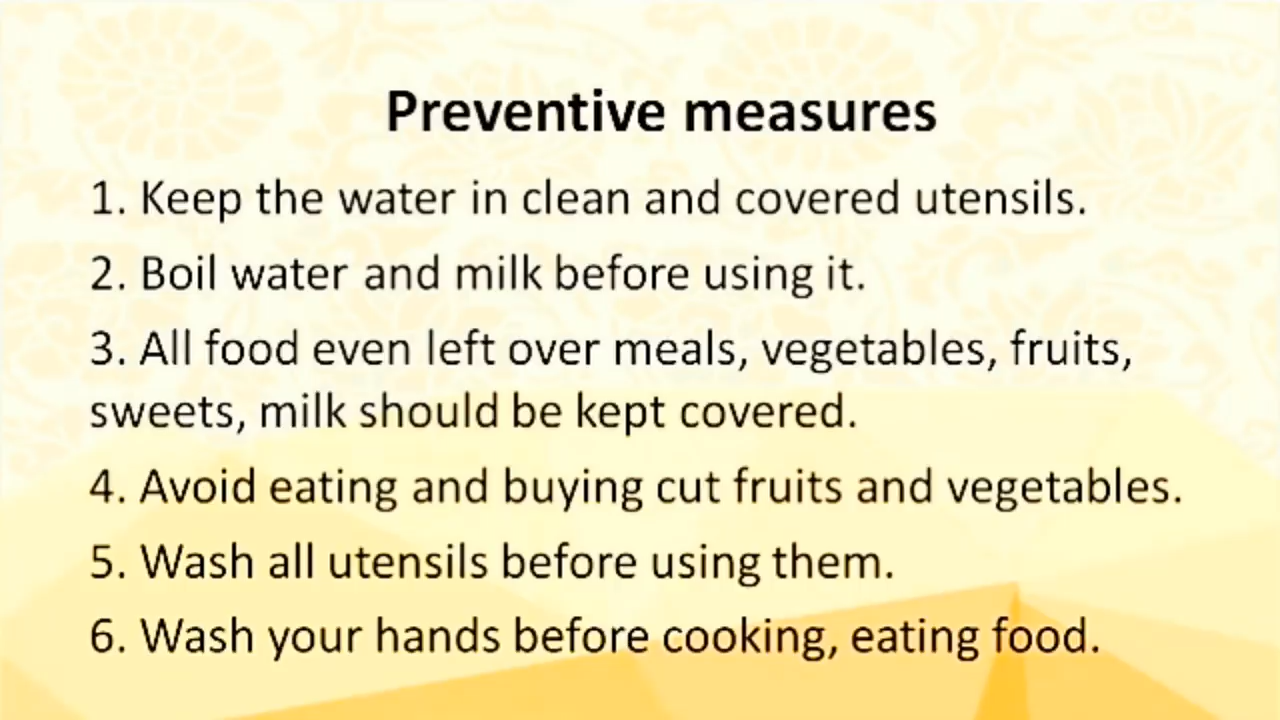 Preventive measures
1. Keep the water in clean and covered utensils.
2. Boil water and milk before using it.
3. All food even left over meals, vegetables, fruits,
sweets, milk should be kept covered.
4. Avoid eating and buying cut fruits and vegetables.
5. Wash all utensils before using them.
6. Wash your hands before cooking, eating food.